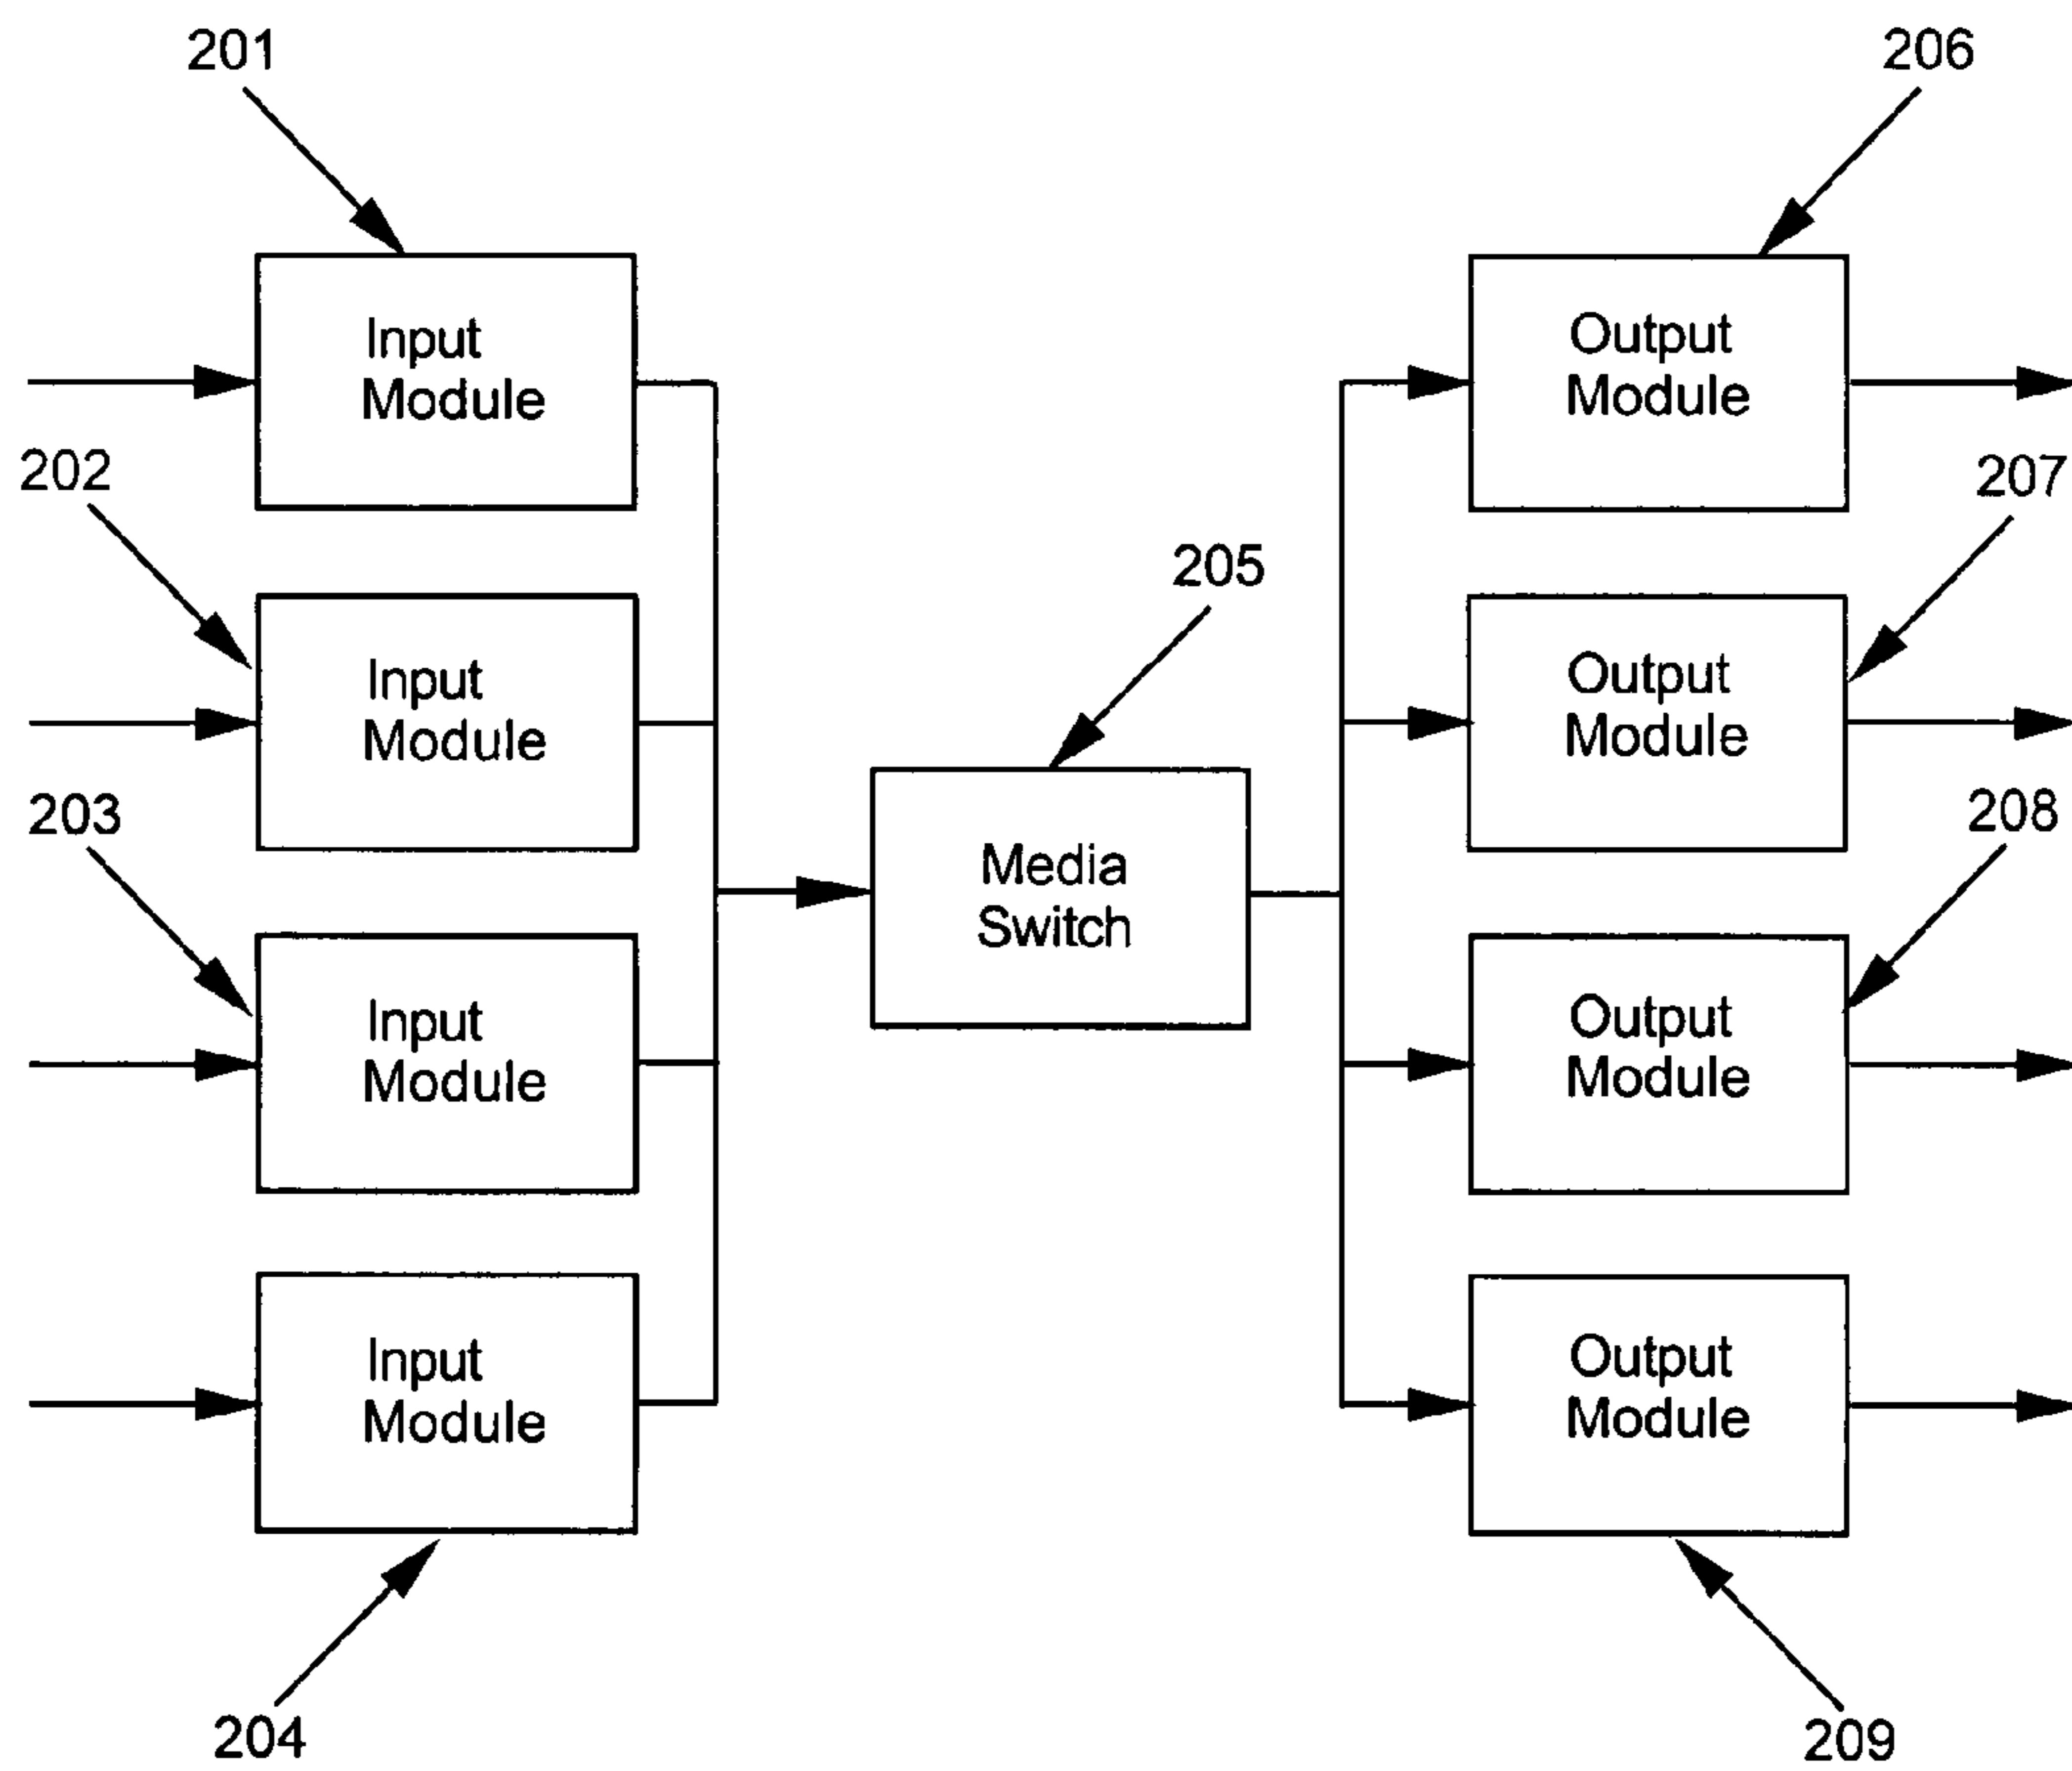 201
206
Input
Module
Output
Module
202
207
205
Input
Module
Output
Module
203
208
Media
Switch
Input
Module
Output
Module
Input
Module
Output
Module
204
209